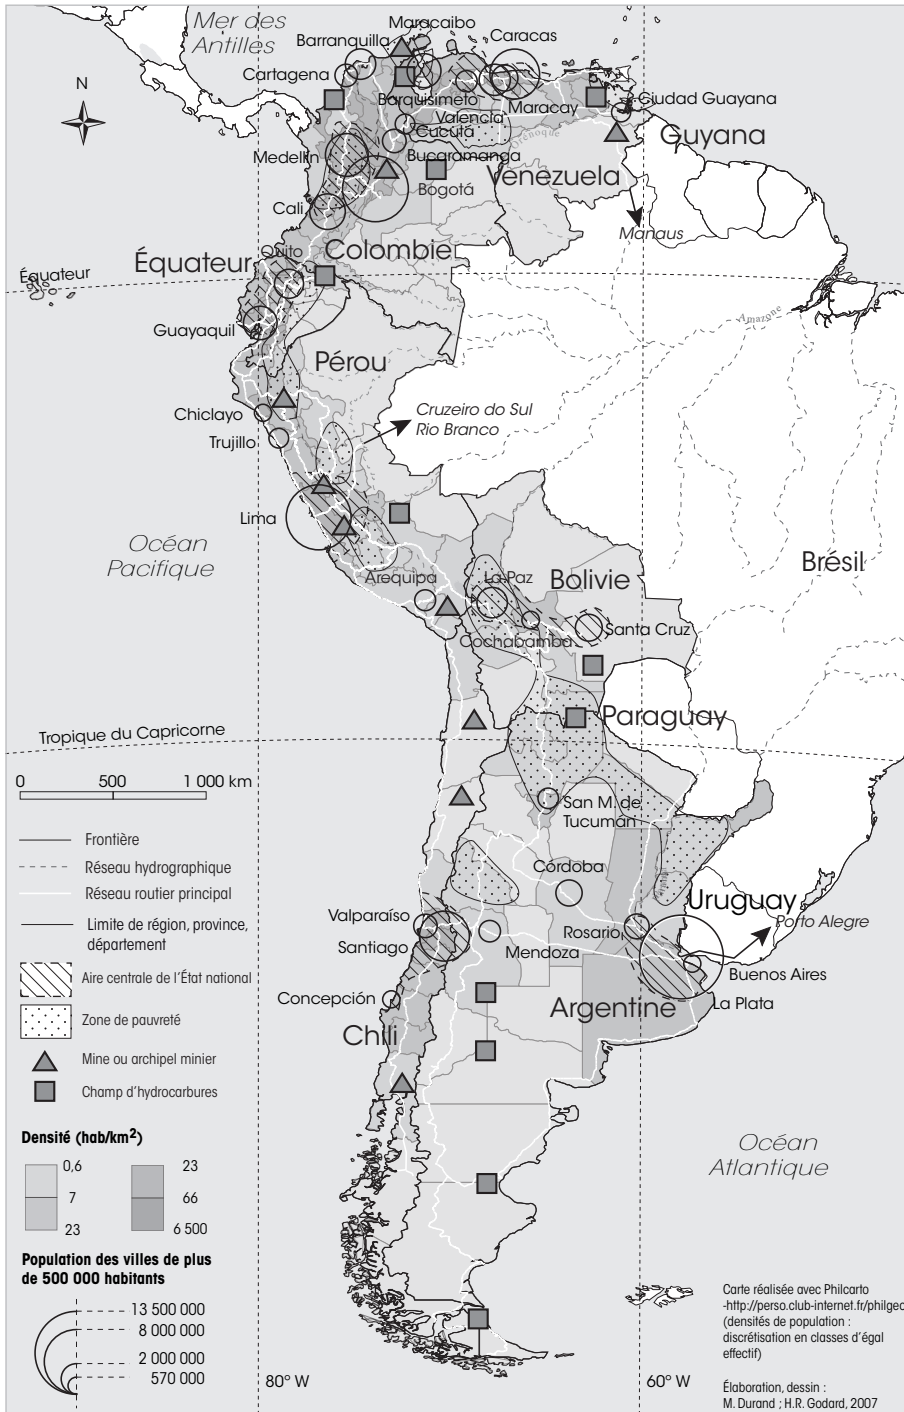 Mer des
Antilles
Maracaibo
Barranquilla
Caracas
Cartagena
N
Barquisimeto
Maracay
Ciudad Guayana
Valencia
Cucuta
Orénoque
Guyana
Medellín
Bucaramanga
Venezuela
Bogotá
Cali
Manaus
Équateur
Quito
Colombie
Équateur
Guayaquil
Amazone
Pérou
Chiclayo
Cruzeiro do Sul
Rio Branco
Trujillo
Lima
Océan
Pacifique
Brésil
Arequipa
La Paz
Bolivie
Santa Cruz
Cochabamba
Paraguay
Tropique du Capricorne
0 500 1 000 km
San M. de
Tucumán
Frontière
Réseau hydrographique
Réseau routier principal
Limite de région, province,
département
Aire centrale de l'État national
Zone de pauvreté
Mine ou archipel minier
Champ d'hydrocarbures
Córdoba
Uruguay
Valparaíso
Porto Alegre
Rosario
Santiago
Mendoza
Buenos Aires
Concepción
Argentine
La Plata
Chili
Densité (hab/km2)
0,6 23
7 66
23 6 500
Océan
Atlantique
Population des villes de plus
de 500 000 habitants
13 500 000
8 000 000
2 000 000
570 000
80° W
60° W
Carte réalisée avec Philcarto
-http://perso.club-internet.fr/philgeo
(densités de population :
discrétisation en classes d'égal
effectif)
Élaboration, dessin :
M. Durand ; H.R. Godard, 2007